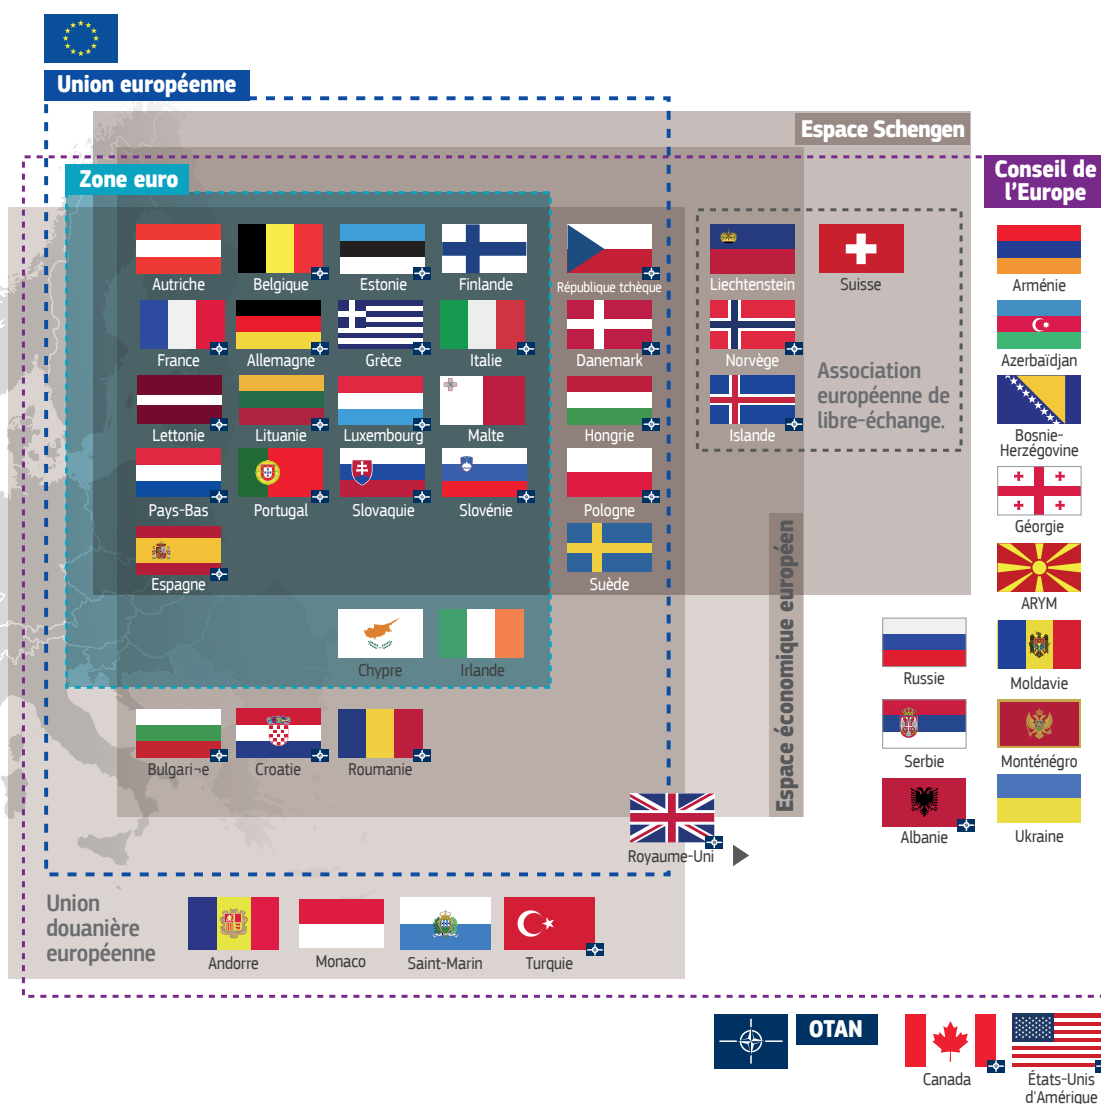 Union européenne
Espace Schengen
Zone euro
Conseil de
l'Europe
Autriche
Belgique
Estonie
Finlande
République tchèque
Liechtenstein
Suisse
Arménie
France
Allemagne
Grèce
Italie
Danemark
Norvège
Azerbaïdjan
Association
européenne de
libre-échange.
Lettonie
Lituanie
Luxembourg
Malte
Hongrie
Islande
Bosnie-
Herzégovine
Pays-Bas
Portugal
Slovaquie
Slovénie
Pologne
Géorgie
Espagne
Suède
ARYM
Espace économique européen
Chypre
Irlande
Russie
Moldavie
Bulgari¬e
Croatie
Roumanie
Serbie
Monténégro
Royaume-Uni
Albanie
Ukraine
Union
douanière
européenne
Andorre
Monaco
Saint-Marin
Turquie
OTAN
Canada
États-Unis
d'Amérique